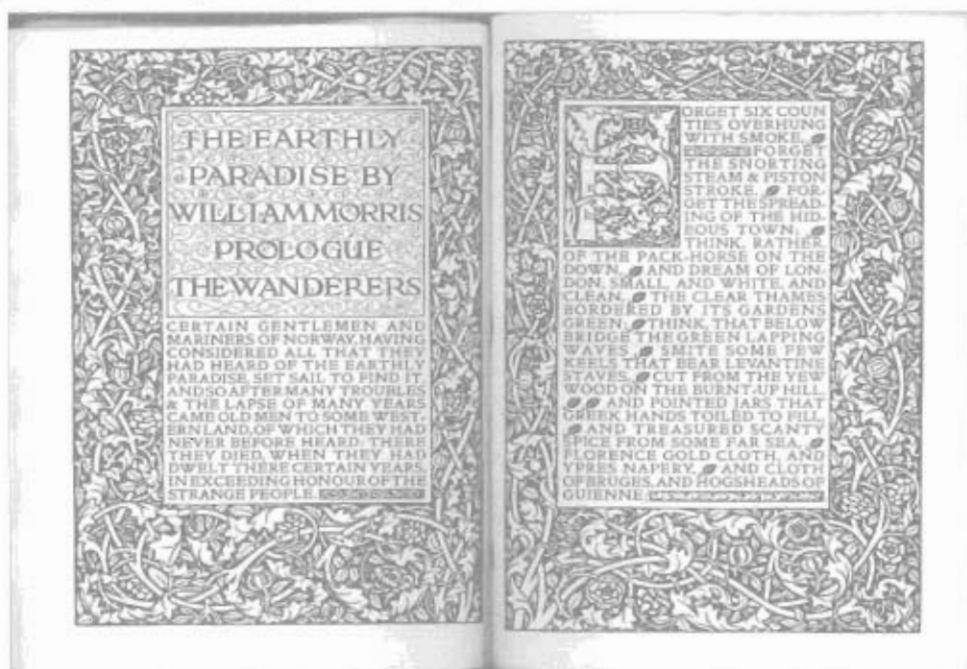 THE EARTHLY
PARADISE BY
WILLIAM MORRIS
PROLOGUE
THE WANDERERS
CERTAIN GENTLEMEN AND
MARINERS OF NORWAY, HAVING
CONSIDERED ALL THAT THEY
HAD HEARD OF THE EARTHLY
PARADISE, SET SAIL TO FIND IT,
AND SO AFTER MANY TROUBLES
& THE LAPSE OF MANY YEARS
CAME OLD MEN TO SOME WEST-
ERN LAND, OF WHICH THEY HAD
NEVER BEFORE HEARD: THERE
THEY DIED, WHEN THEY HAD
DWELT THERE CERTAIN YEARS,
IN EXCEEDING HONOUR OF THE
STRANGE PEOPLE.
FORGET SIX COUN
TIES OVERHUNG
WITH SMOKE,
FORGET
THE SNORTING
STEAM & PISTON
STROKE, FOR-
GET THE SPREAD-
ING OF THE HID-
EOUS TOWN;
THINK, RATHER,
OF THE PACK-HORSE ON THE
DOWN, AND DREAM OF LON-
DON, SMALL, AND WHITE, AND
CLEAN, THE CLEAR THAMES
BORDERED BY ITS GARDENS
GREEN; THINK, THAT BELOW
BRIDGE THE GREEN LAPPING
WAVES SMITE SOME FEW
KEELS THAT BEAR LEVANTINE
STAVES, CUT FROM THE YEW
WOOD ON THE BURNT-UP HILL,
AND POINTED JARS THAT
GREEK HANDS TOILED TO FILL,
AND TREASURED SCANTY
SPICE FROM SOME FAR SEA,
FLORENCE GOLD CLOTH, AND
YPRES NAPERY, AND CLOTH
OF BRUGES, AND HOGSHEADS OF
GUIENNE